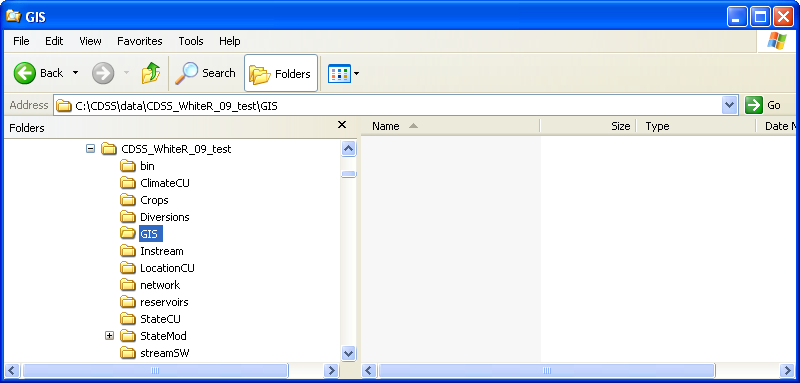 GIS
File Edit View Favorites Tools Help
Back Search Folders
Address C:\CDSS\data\CDSS_WhiteR_09_test\GIS Go
Folders
Name Size Type Date M
CDSS_WhiteR_09_test
bin
ClimateCU
Crops
Diversions
GIS
Instream
LocationCU
network
reservoirs
StateCU
StateMod
streamSW